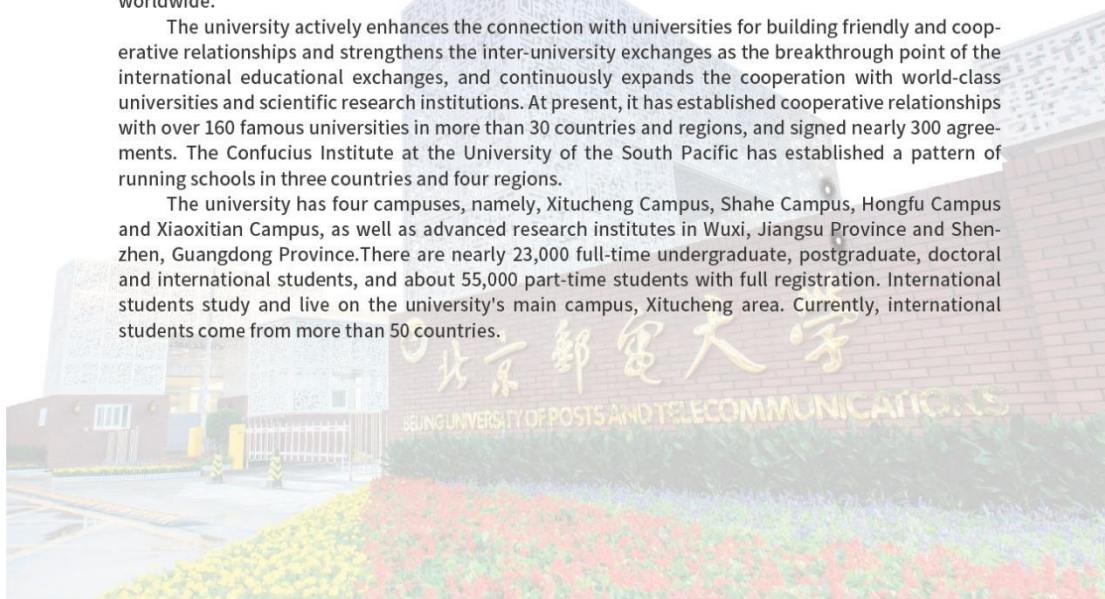 worldwide.
The university actively enhances the connection with universities for building friendly and coop-
erative relationships and strengthens the inter-university exchanges as the breakthrough point of the
international educational exchanges, and continuously expands the cooperation with world-class
universities and scientific research institutions. At present, it has established cooperative relationships
with over 160 famous universities in more than 30 countries and regions, and signed nearly 300 agree-
ments. The Confucius Institute at the University of the South Pacific has established a pattern of
running schools in three countries and four regions.
The university has four campuses, namely, Xitucheng Campus, Shahe Campus, Hongfu Campus
and Xiaoxitian Campus, as well as advanced research institutes in Wuxi, Jiangsu Province and Shen-
zhen, Guangdong Province.There are nearly 23,000 full-time undergraduate, postgraduate, doctoral
and international students, and about 55,000 part-time students with full registration. International
students study and live on the university's main campus, Xitucheng area. Currently, international
students come from more than 50 countries.
北京郵電大学
BEIJING UNIVERSITY OF POSTS AND TELECOMMUNICATIONS